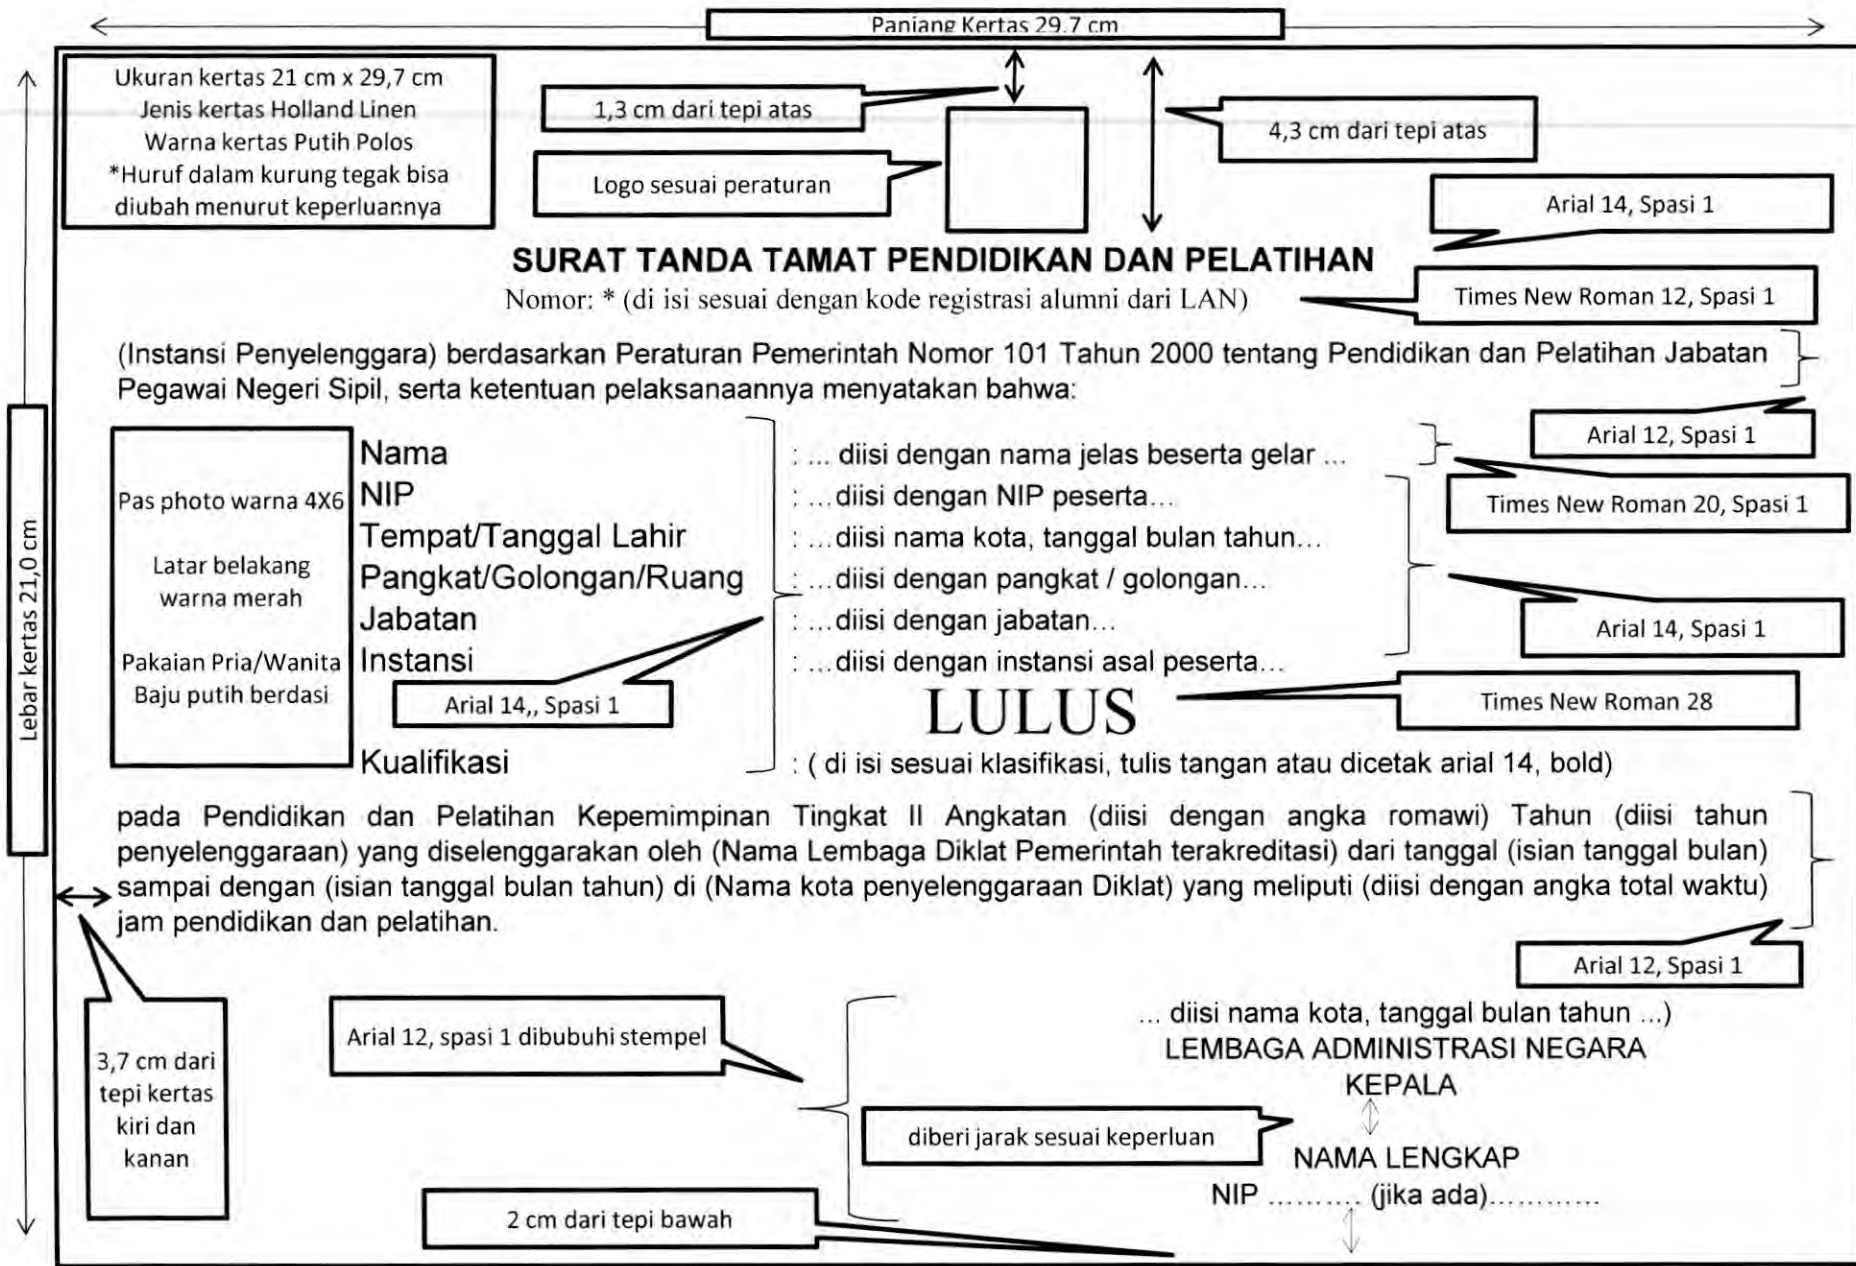 Panjang Kertas 29.7 cm
Ukuran kertas 21 cm x 29,7 cm
Jenis kertas Holland Linen
Warna kertas Putih Polos
*Huruf dalam kurung tegak bisa
diubah menurut keperluannya
1,3 cm dari tepi atas
4,3 cm dari tepi atas
Logo sesuai peraturan
Arial 14, Spasi 1
SURAT TANDA TAMAT PENDIDIKAN DAN PELATIHAN
Nomor: * (di isi sesuai dengan kode registrasi alumni dari LAN)
Times New Roman 12, Spasi 1
(Instansi Penyelenggara) berdasarkan Peraturan Pemerintah Nomor 101 Tahun 2000 tentang Pendidikan dan Pelatihan Jabatan
Pegawai Negeri Sipil, serta ketentuan pelaksanaannya menyatakan bahwa:
Arial 12, Spasi 1
Lebar kertas 21,0 cm
Pas photo warna 4X6
Latar belakang
warna merah
Pakaian Pria/Wanita
Baju putih berdasi
Nama : ... diisi dengan nama jelas beserta gelar ...
NIP : ...diisi dengan NIP peserta...
Tempat/Tanggal Lahir : ...diisi nama kota, tanggal bulan tahun...
Pangkat/Golongan/Ruang : ...diisi dengan pangkat / golongan...
Jabatan : ...diisi dengan jabatan...
Instansi : ...diisi dengan instansi asal peserta...
Times New Roman 20, Spasi 1
Arial 14, Spasi 1
Arial 14,, Spasi 1
LULUS
Times New Roman 28
Kualifikasi : ( di isi sesuai klasifikasi, tulis tangan atau dicetak arial 14, bold)
pada Pendidikan dan Pelatihan Kepemimpinan Tingkat II Angkatan (diisi dengan angka romawi) Tahun (diisi tahun
penyelenggaraan) yang diselenggarakan oleh (Nama Lembaga Diklat Pemerintah terakreditasi) dari tanggal (isian tanggal bulan)
sampai dengan (isian tanggal bulan tahun) di (Nama kota penyelenggaraan Diklat) yang meliputi (diisi dengan angka total waktu)
jam pendidikan dan pelatihan.
Arial 12, Spasi 1
3,7 cm dari
tepi kertas
kiri dan
kanan
Arial 12, spasi 1 dibubuhi stempel
... diisi nama kota, tanggal bulan tahun ...)
LEMBAGA ADMINISTRASI NEGARA
KEPALA
diberi jarak sesuai keperluan
NAMA LENGKAP
NIP .......... (jika ada)............
2 cm dari tepi bawah